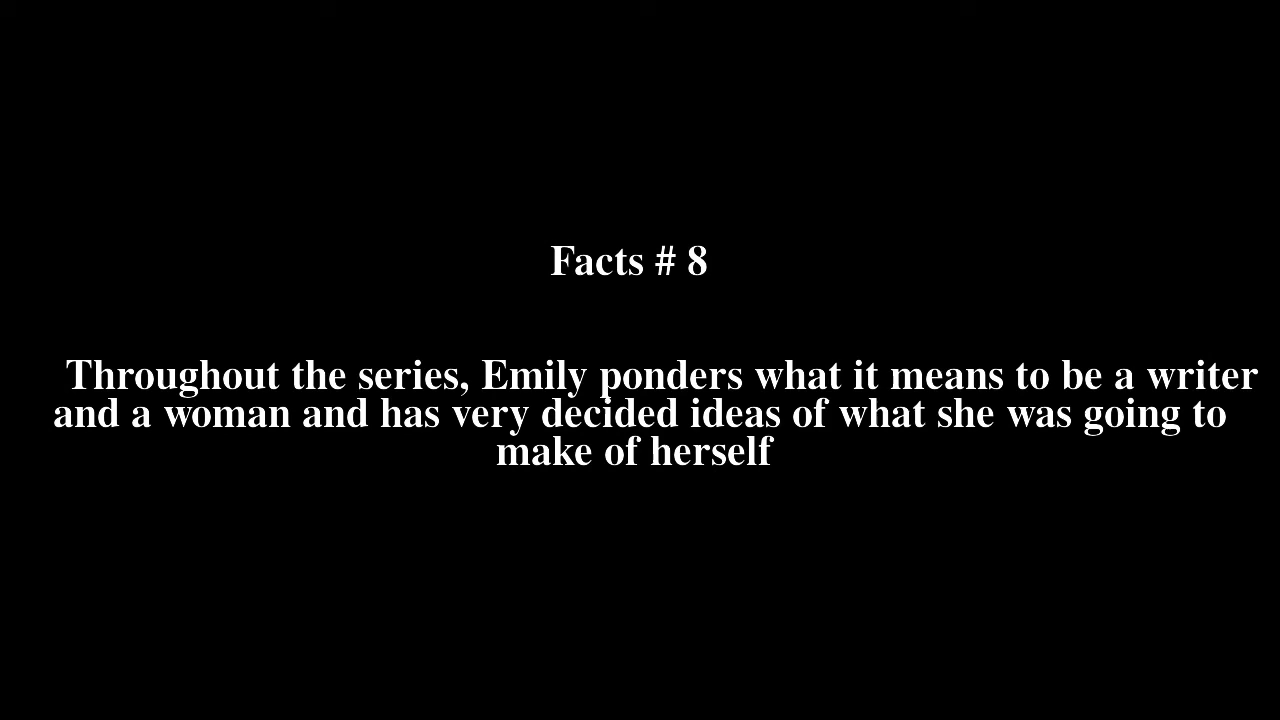 Facts # 8
Throughout the series, Emily ponders what it means to be a writer
and a woman and has very decided ideas of what she was going to
make of herself